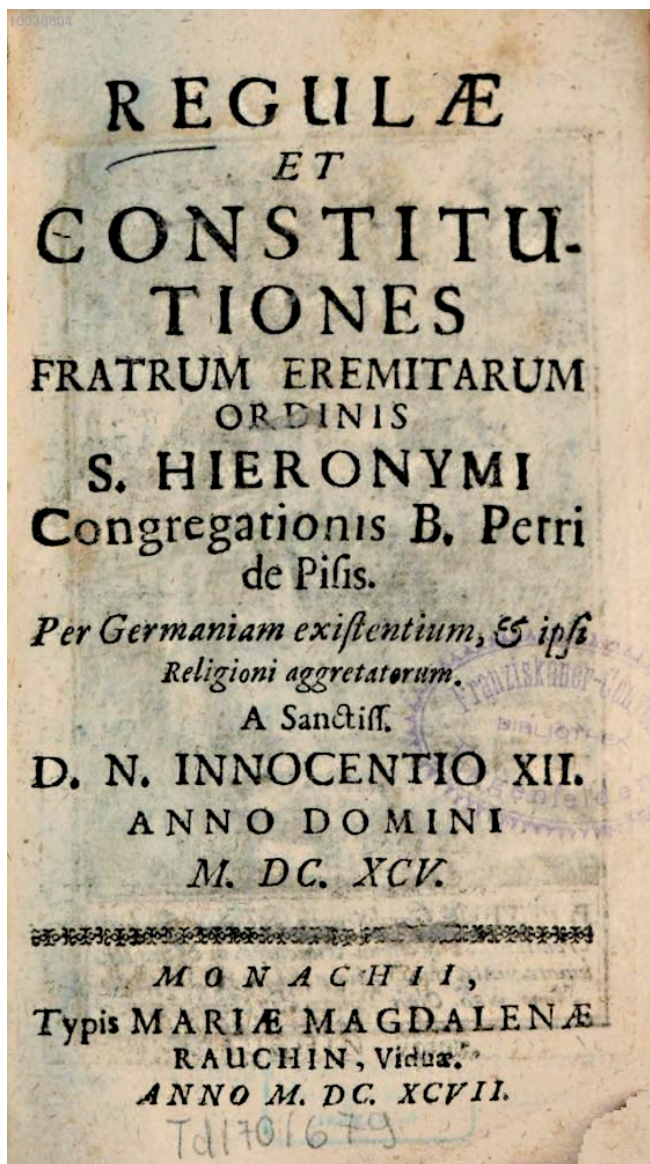 10038804
REGULÆ
ET
CONSTITU-
TIONES
FRATRUM EREMITARUM
ORDINIS
S. HIERONYMI
Congregationis B. Petri
de Piſis.
Per Germaniam exiſtentium, & ipſi
Religioni aggretatorum.
A Sanctiſſ.
D. N. INNOCENTIO XII.
ANNO DOMINI
M. DC. XCV.
MONACHII,
Typis MARIÆ MAGDALENÆ
RAUCHIN, Viduæ.
ANNO M. DC. XCVII.